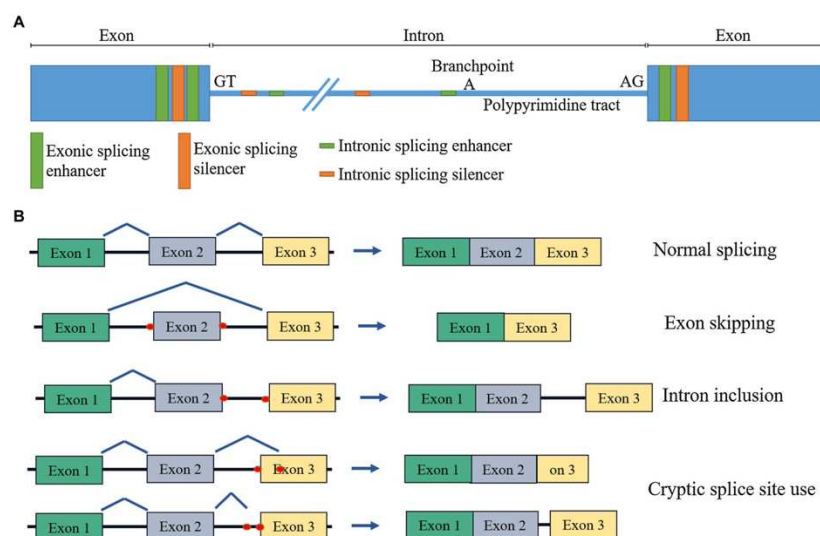 A
Exon
Intron
Exon
GT
Branchpoint
A
AG
Polypyrimidine tract
Exonic splicing
enhancer
Exonic splicing
silencer
Intronic splicing enhancer
Intronic splicing silencer
B
Exon 1
Exon 2
Exon 3
Exon 1
Exon 2
Exon 3
Normal splicing
Exon 1
Exon 2
Exon 3
Exon 1
Exon 3
Exon skipping
Exon 1
Exon 2
Exon 3
Exon 1
Exon 2
Exon 3
Intron inclusion
Exon 1
Exon 2
Exon 3
Exon 1
Exon 2
on 3
Cryptic splice site use
Exon 1
Exon 2
Exon 3
Exon 1
Exon 2
Exon 3